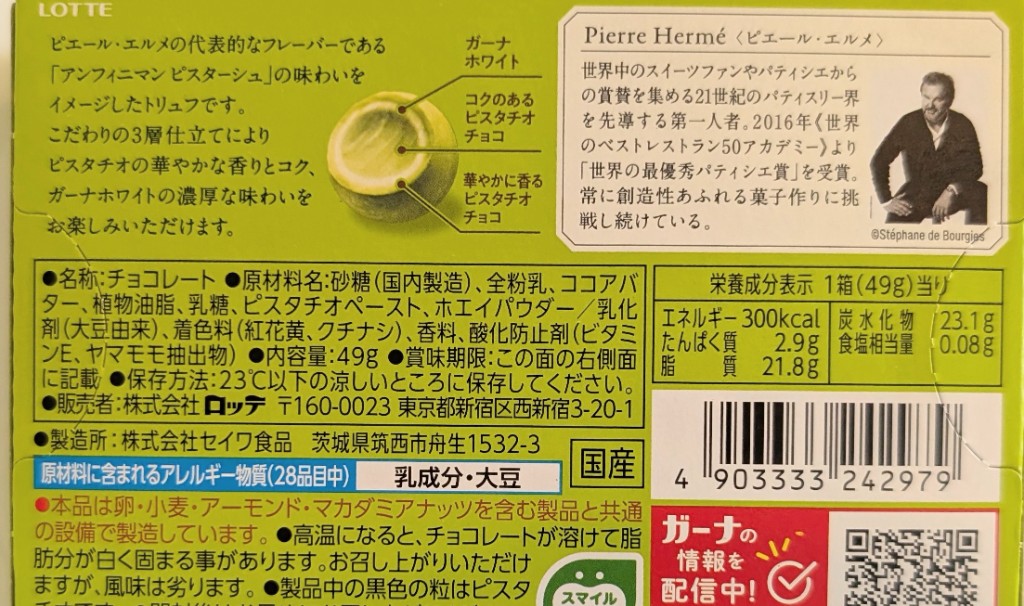 LOTTE
ピエール・エルメの代表的なフレーバーである
「アンフィニマン ピスターシュ」の味わいを
イメージしたトリュフです。
こだわりの3層仕立てにより
ピスタチオの華やかな香りとコク、
ガーナホワイトの濃厚な味わいを
お楽しみいただけます。
ガーナ
ホワイト
コクのある
ピスタチオ
チョコ
華やかに香る
ピスタチオ
チョコ
Pierre Hermé〈ピエール・エルメ〉
世界中のスイーツファンやパティシエから
の賞賛を集める21世紀のパティスリー界
を先導する第一人者。2016年《世界
のベストレストラン50アカデミー》より
「世界の最優秀パティシエ賞」を受賞。
常に創造性あふれる菓子作りに挑
戦し続けている。
©Stéphane de Bourgies
●名称:チョコレート ●原材料名:砂糖(国内製造)、全粉乳、ココアバ
ター、植物油脂、乳糖、ピスタチオペースト、ホエイパウダー/乳化
剤(大豆由来)、着色料(紅花黄、クチナシ)、香料、酸化防止剤(ビタミ
ンE、ヤマモモ抽出物) ●内容量:49g ●賞味期限:この面の右側面
に記載 ●保存方法:23℃以下の涼しいところに保存してください。
●販売者:株式会社ロッテ 〒160-0023 東京都新宿区西新宿3-20-1
●製造所:株式会社セイワ食品 茨城県筑西市舟生1532-3
原材料に含まれるアレルギー物質(28品目中) 乳成分・大豆
国産
●本品は卵・小麦・アーモンド・マカダミアナッツを含む製品と共通
の設備で製造しています。 ●高温になると、チョコレートが溶けて脂
肪分が白く固まる事があります。お召し上がりいただけ
ますが、風味は劣ります。 ●製品中の黒色の粒はピスタ
栄養成分表示 1箱(49g)当り
エネルギー 300kcal 炭水化物 23.1g
たんぱく質 2.9g 食塩相当量 0.08g
脂質 21.8g
4 903333 242979
ガーナの
情報を
配信中!
スマイル